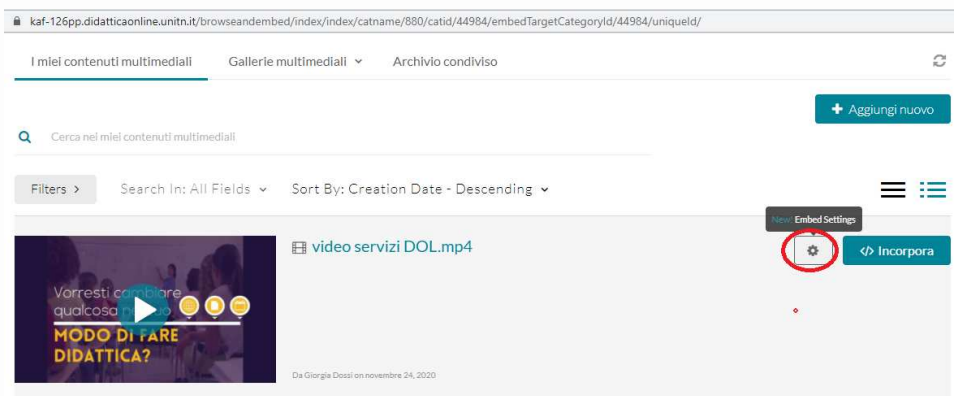 kaf-126pp.didatticaonline.unitn.it/browseandembed/index/index/catname/880/catid/44984/embedTargetCategoryId/44984/uniqueId/
I miei contenuti multimediali Gallerie multimediali Archivio condiviso
+ Aggiungi nuovo
Cerca nei miei contenuti multimediali
Filters > Search In: All Fields Sort By: Creation Date - Descending
New! Embed Settings
video servizi DOL.mp4
</> Incorpora
Vorresti cambiare
qualcosa
MODO DI FARE
DIDATTICA?
Da Giorgia Dossi on novembre 24, 2020